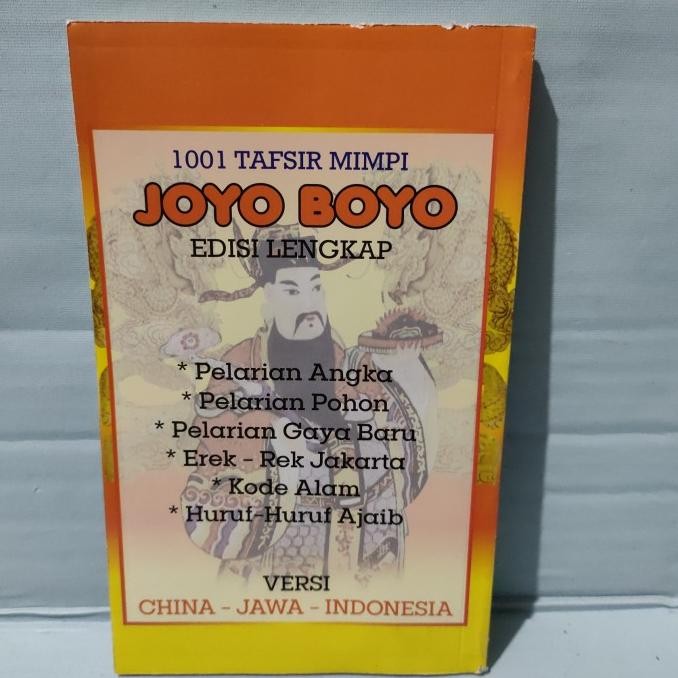 1001 TAFSIR MIMPI
JOYO BOYO
EDISI LENGKAP
* Pelarian Angka
* Pelarian Pohon
* Pelarian Gaya Baru
* Erek - Rek Jakarta
* Kode Alam
* Huruf-Huruf Ajaib
VERSI
CHINA - JAWA - INDONESIA